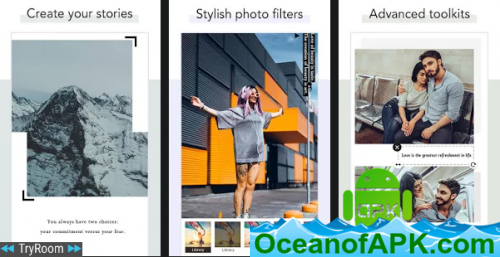 Create your stories
You always have two choices:
your commitment versus your fear.
TryRoom
Stylish photo filters
Library
Library
Advanced toolkits
Love is the greatest refreshment in life
APK
OceanofAPK.com